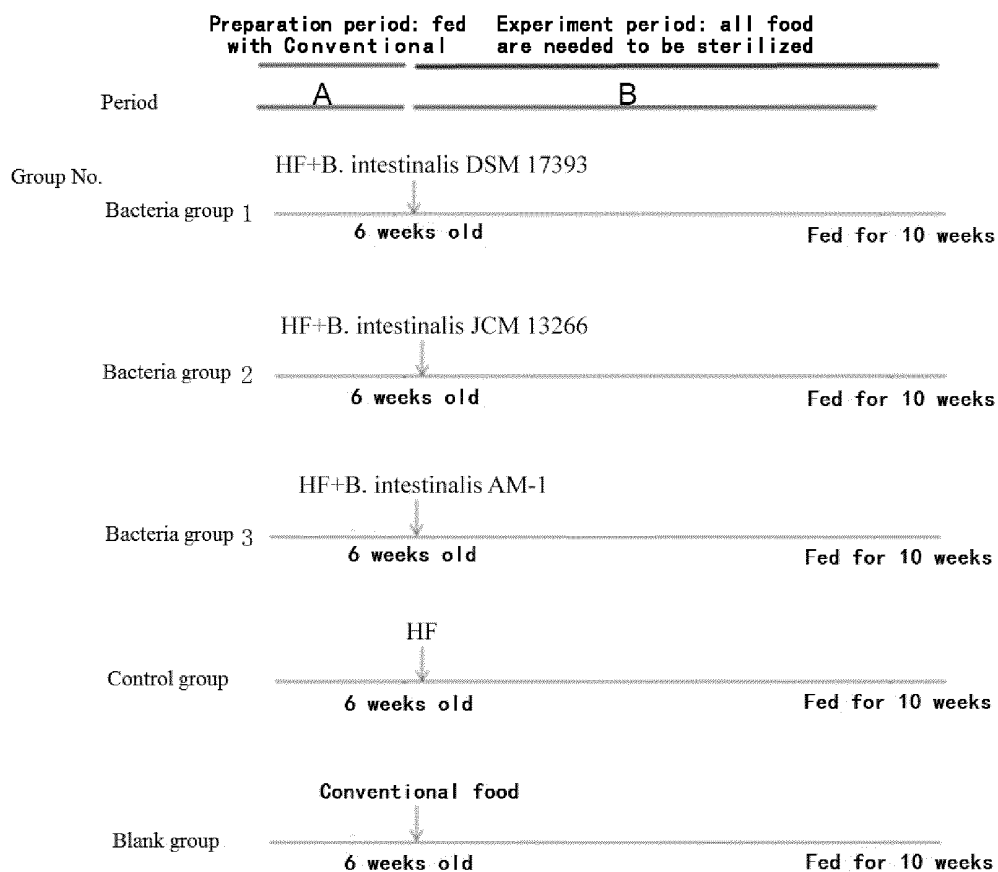 Preparation period: fed
with Conventional
Experiment period: all food
are needed to be sterilized
Period
A
B
Group No.
HF+B. intestinalis DSM 17393
Bacteria group 1
6 weeks old
Fed for 10 weeks
HF+B. intestinalis JCM 13266
Bacteria group 2
6 weeks old
Fed for 10 weeks
HF+B. intestinalis AM-1
Bacteria group 3
6 weeks old
Fed for 10 weeks
HF
Control group
6 weeks old
Fed for 10 weeks
Conventional food
Blank group
6 weeks old
Fed for 10 weeks